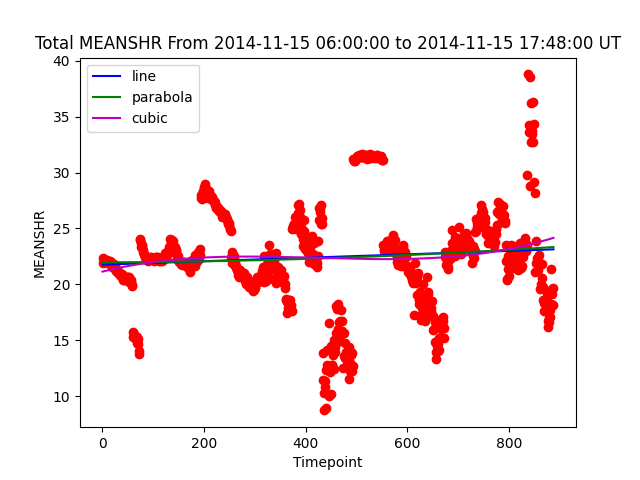 Total MEANSHR From 2014-11-15 06:00:00 to 2014-11-15 17:48:00 UT
40
35
30
25
20
15
10
MEANSHR
line
parabola
cubic
0 200 400 600 800
Timepoint